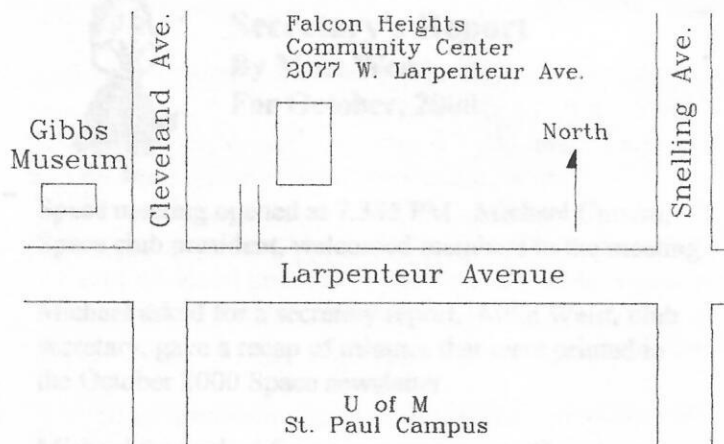 Falcon Heights
Community Center
2077 W. Larpenteur Ave.
Cleveland Ave.
Snelling Ave.
Gibbs
Museum
North
Larpenteur Avenue
U of M
St. Paul Campus